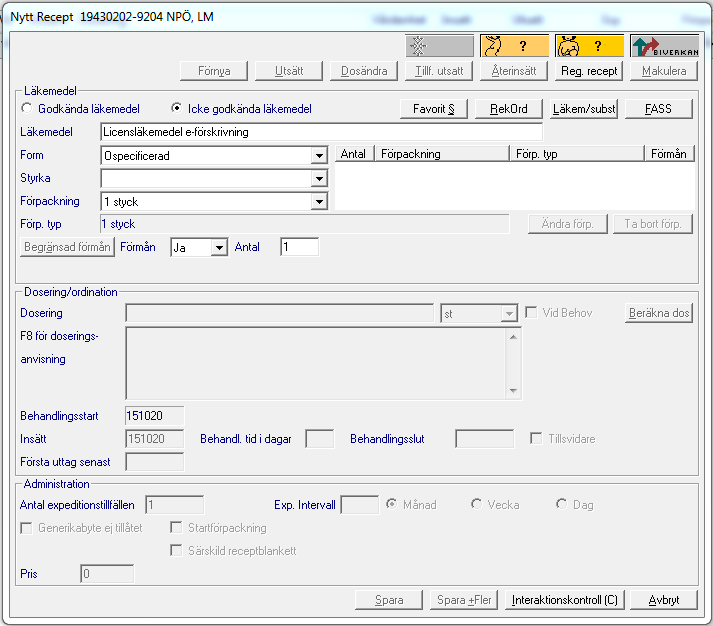 Nytt Recept 19430202-9204 NPÖ, LM
? ? BIVERKAN
Förnya Utsätt Dosändra Tillf. utsatt Återinsätt Reg. recept Makulera
Läkemedel
Godkända läkemedel Icke godkända läkemedel Favorit § RekOrd Läkem/subst FASS
Läkemedel Licensläkemedel e-förskrivning
Form Ospecificerad Antal Förpackning Förp. typ Förmån
Styrka
Förpackning 1 styck
Förp. typ 1 styck Ändra förp. Ta bort förp.
Begränsad förmån Förmån Ja Antal 1
Dosering/ordination
Dosering st Vid Behov Beräkna dos
F8 för doserings-
anvisning
Behandlingsstart 151020
Insätt 151020 Behandl. tid i dagar Behandlingsslut Tillsvidare
Första uttag senast
Administration
Antal expeditionstillfällen 1 Exp. Intervall Månad Vecka Dag
Generikabyte ej tillåtet Startförpackning
Särskild receptblankett
Pris 0
Spara Spara +Fler Interaktionskontroll (C) Avbryt